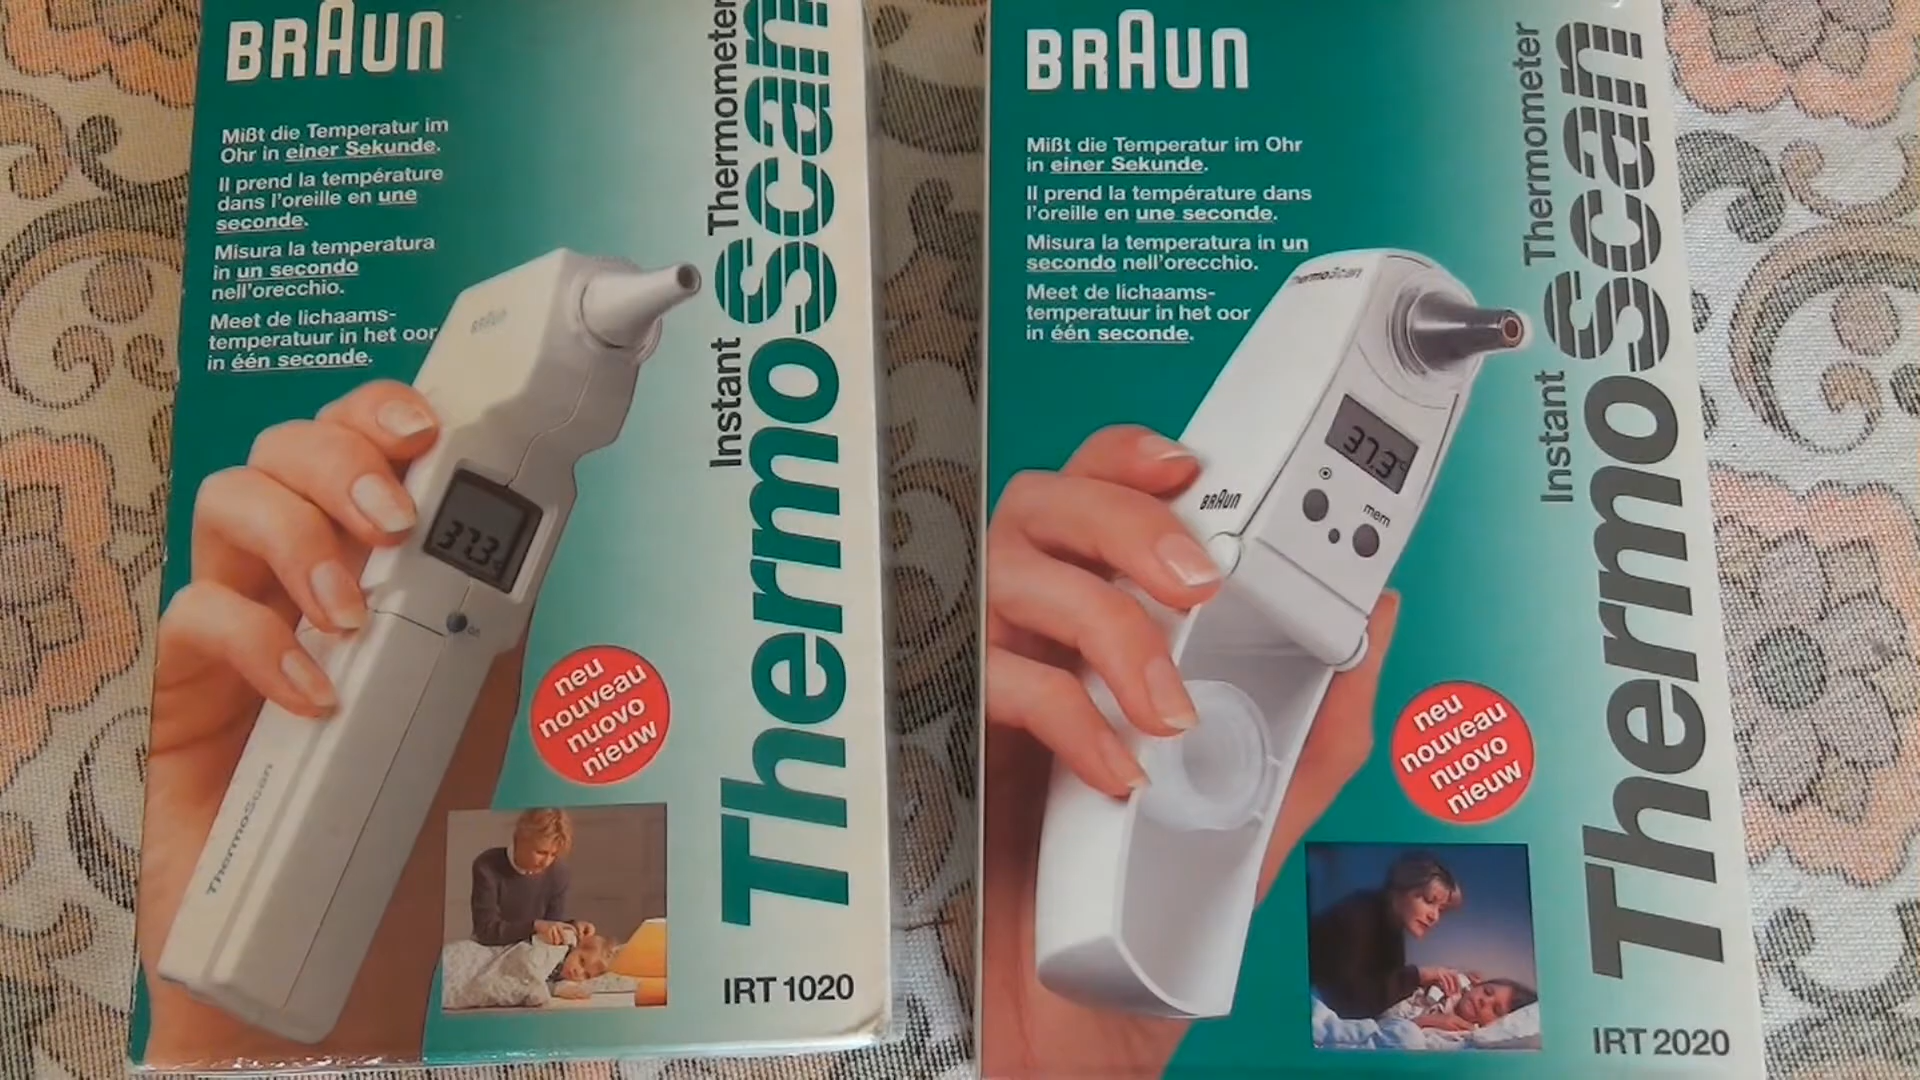 BRAUN
Mißt die Temperatur im
Ohr in einer Sekunde.
Il prend la température
dans l'oreille en une
seconde.
Misura la temperatura
in un secondo
nell'orecchio.
Meet de lichaams-
temperatuur in het oor
in één seconde.
BRAUN
37.3
on
ThermoScan
neu
nouveau
nuovo
nieuw
Instant Thermometer
ThermoScan
IRT 1020
BRAUN
Mißt die Temperatur im Ohr
in einer Sekunde.
Il prend la température dans
l'oreille en une seconde.
Misura la temperatura in un
secondo nell'orecchio.
Meet de lichaams-
temperatuur in het oor
in één seconde.
ThermoScan
37.3°
mem
BRAUN
neu
nouveau
nuovo
nieuw
Instant Thermometer
ThermoScan
IRT 2020